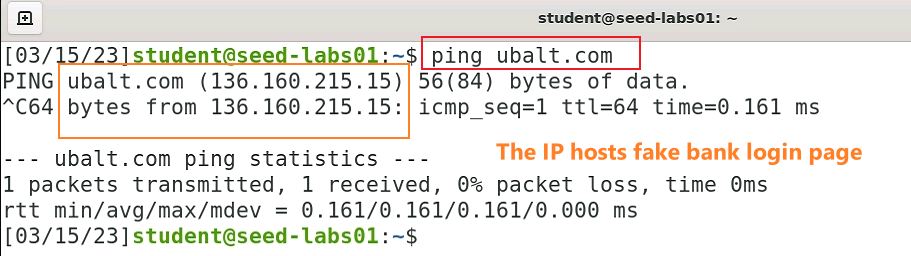 student@seed-labs01: ~
[03/15/23]student@seed-labs01:~$ ping ubalt.com
PING ubalt.com (136.160.215.15) 56(84) bytes of data.
^C64 bytes from 136.160.215.15: icmp_seq=1 ttl=64 time=0.161 ms
--- ubalt.com ping statistics ---
The IP hosts fake bank login page
1 packets transmitted, 1 received, 0% packet loss, time 0ms
rtt min/avg/max/mdev = 0.161/0.161/0.161/0.000 ms
[03/15/23]student@seed-labs01:~$